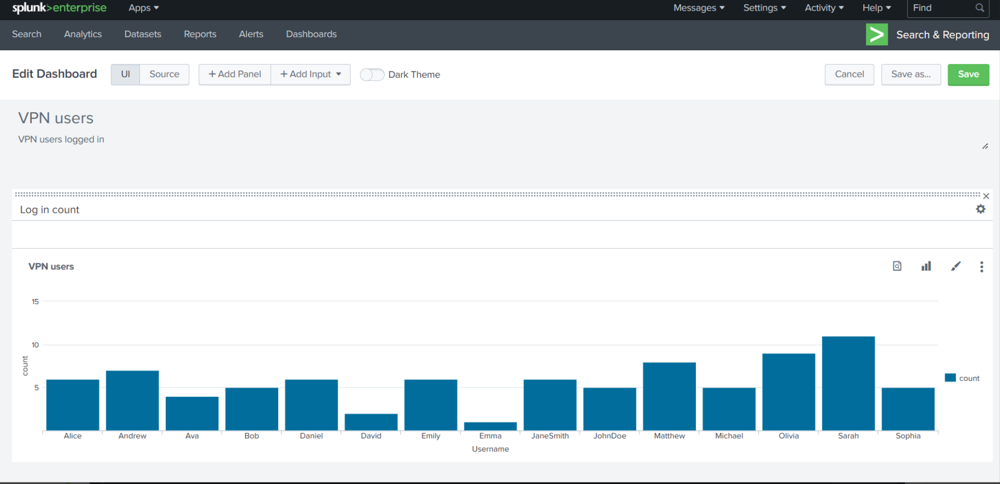 splunk>enterprise Apps Messages Settings Activity Help Find
Search Analytics Datasets Reports Alerts Dashboards Search & Reporting
Edit Dashboard UI Source + Add Panel + Add Input Dark Theme Cancel Save as... Save
VPN users
VPN users logged in
Log in count
VPN users
15
10
5
count
count
Alice Andrew Ava Bob Daniel David Emily Emma JaneSmith JohnDoe Matthew Michael Olivia Sarah Sophia
Username